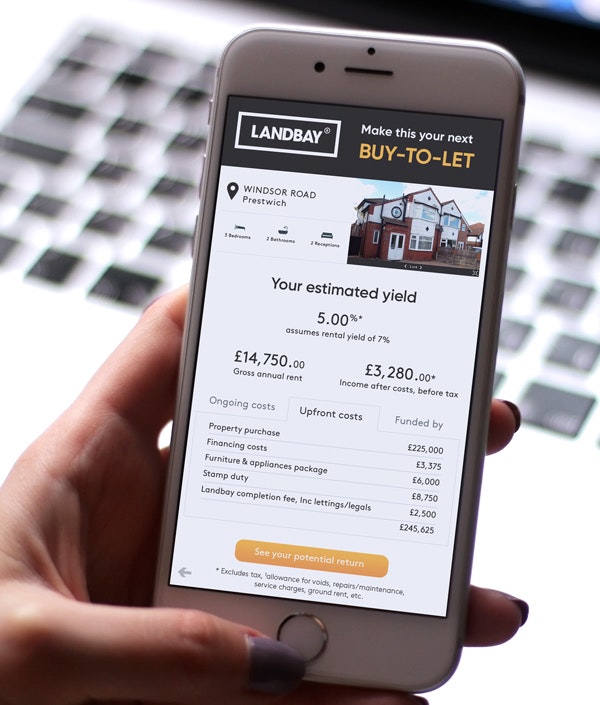 LANDBAY®
Make this your next
BUY-TO-LET
WINDSOR ROAD
Prestwich
3 Bedrooms
2 Bathrooms
2 Receptions
Your estimated yield
5.00%*
assumes rental yield of 7%
£14,750.00
Gross annual rent
£3,280.00*
Income after costs, before tax
Ongoing costs
Upfront costs
Funded by
Property purchase £225,000
Financing costs £3,375
Furniture & appliances package £6,000
Stamp duty £8,750
Landbay completion fee, Inc lettings/legals £2,500
£245,625
See your potential return
* Excludes tax, ¹allowance for voids, repairs/maintenance,
service charges, ground rent, etc.